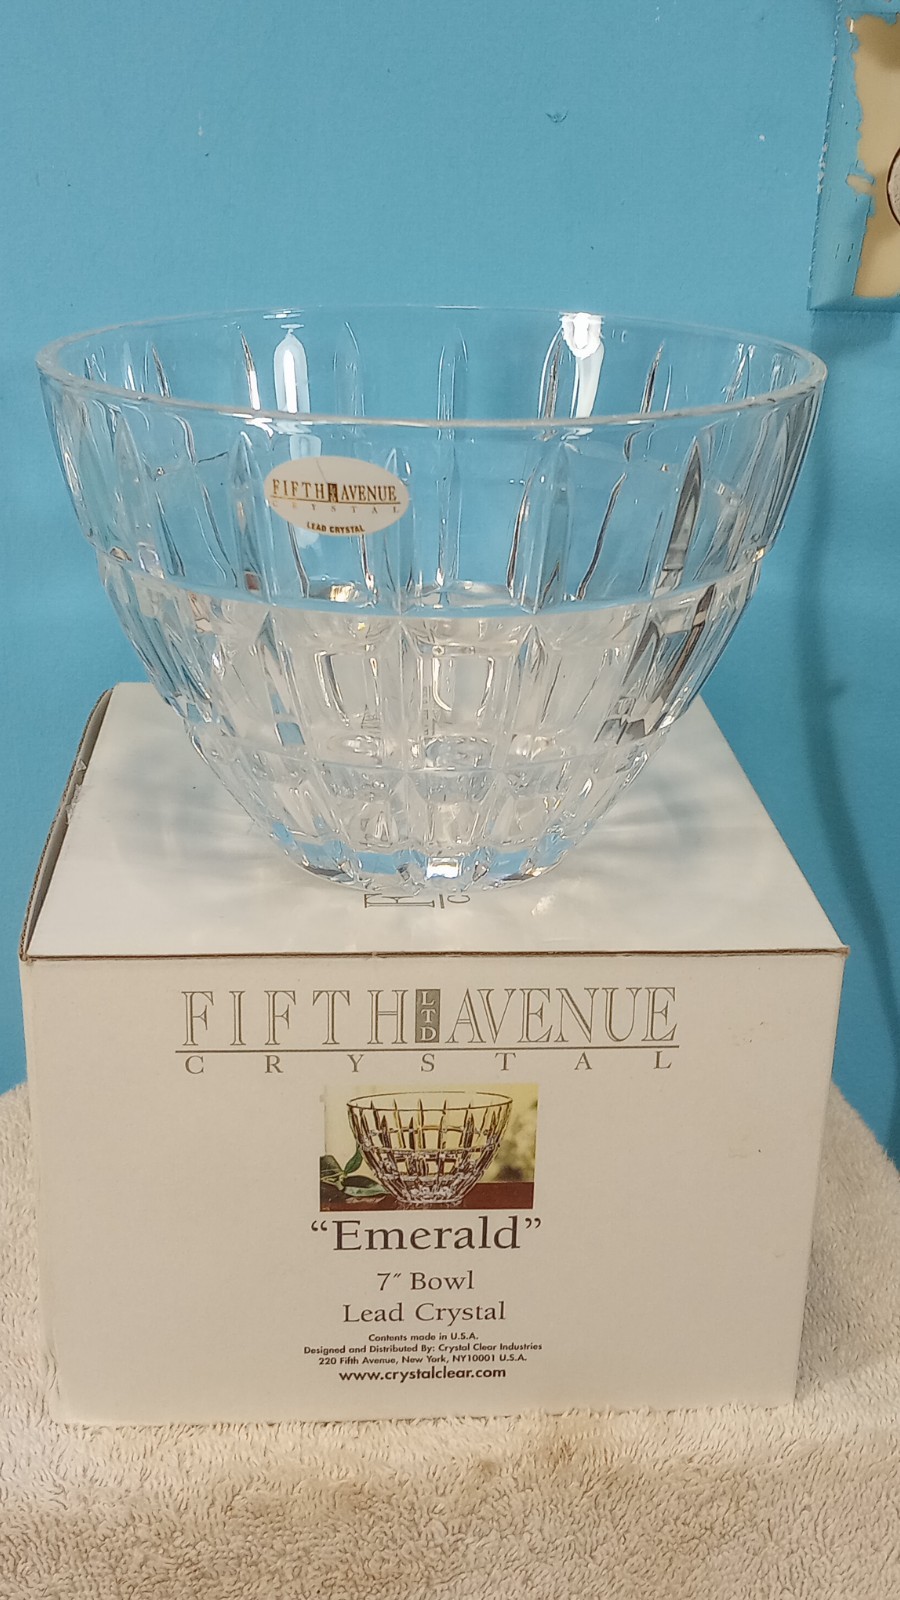 FIFTH LTD AVENUE
CRYSTAL
LEAD CRYSTAL
FIFTH LTD AVENUE
CRYSTAL
“Emerald”
7″ Bowl
Lead Crystal
Contents made in U.S.A.
Designed and Distributed By: Crystal Clear Industries
220 Fifth Avenue, New York, NY10001 U.S.A.
www.crystalclear.com